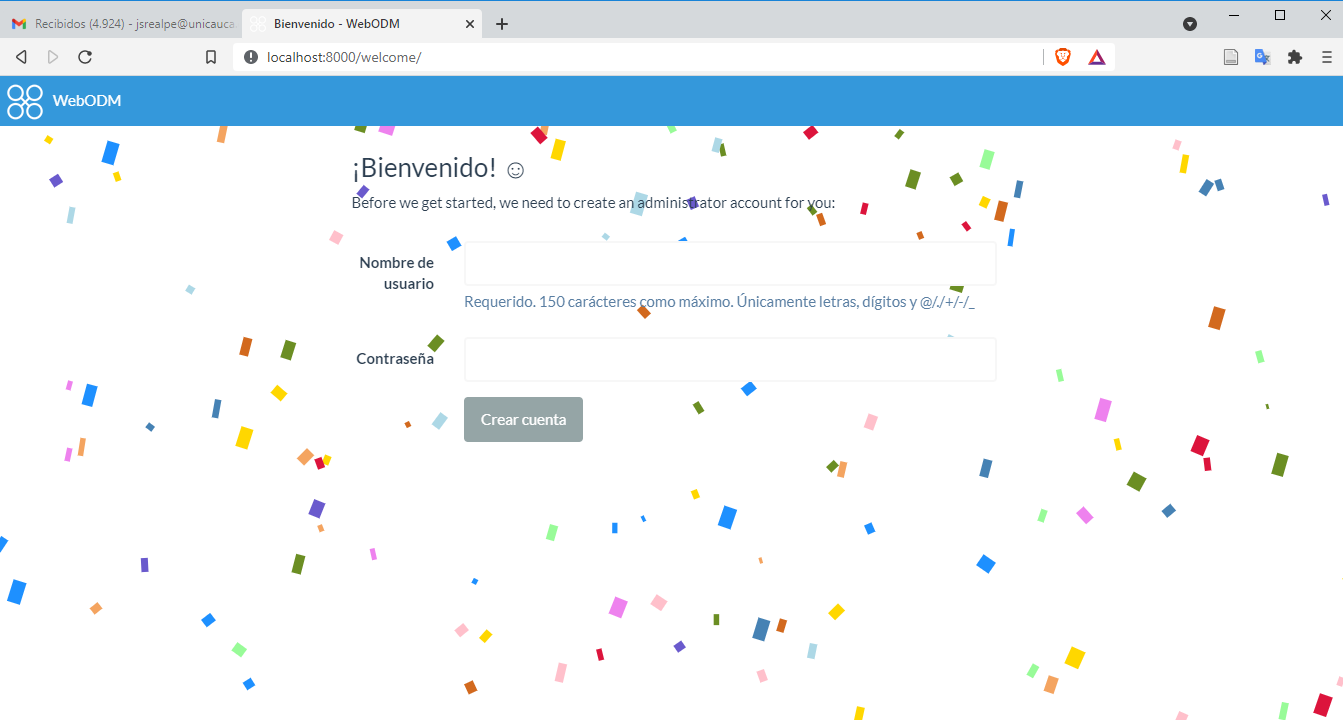 Recibidos (4.924) - jsrealpe@unicauca.
Bienvenido - WebODM
localhost:8000/welcome/
WebODM
¡Bienvenido! ☺
Before we get started, we need to create an administrator account for you:
Nombre de
usuario
Requerido. 150 carácteres como máximo. Únicamente letras, dígitos y @/./+/-/_
Contraseña
Crear cuenta